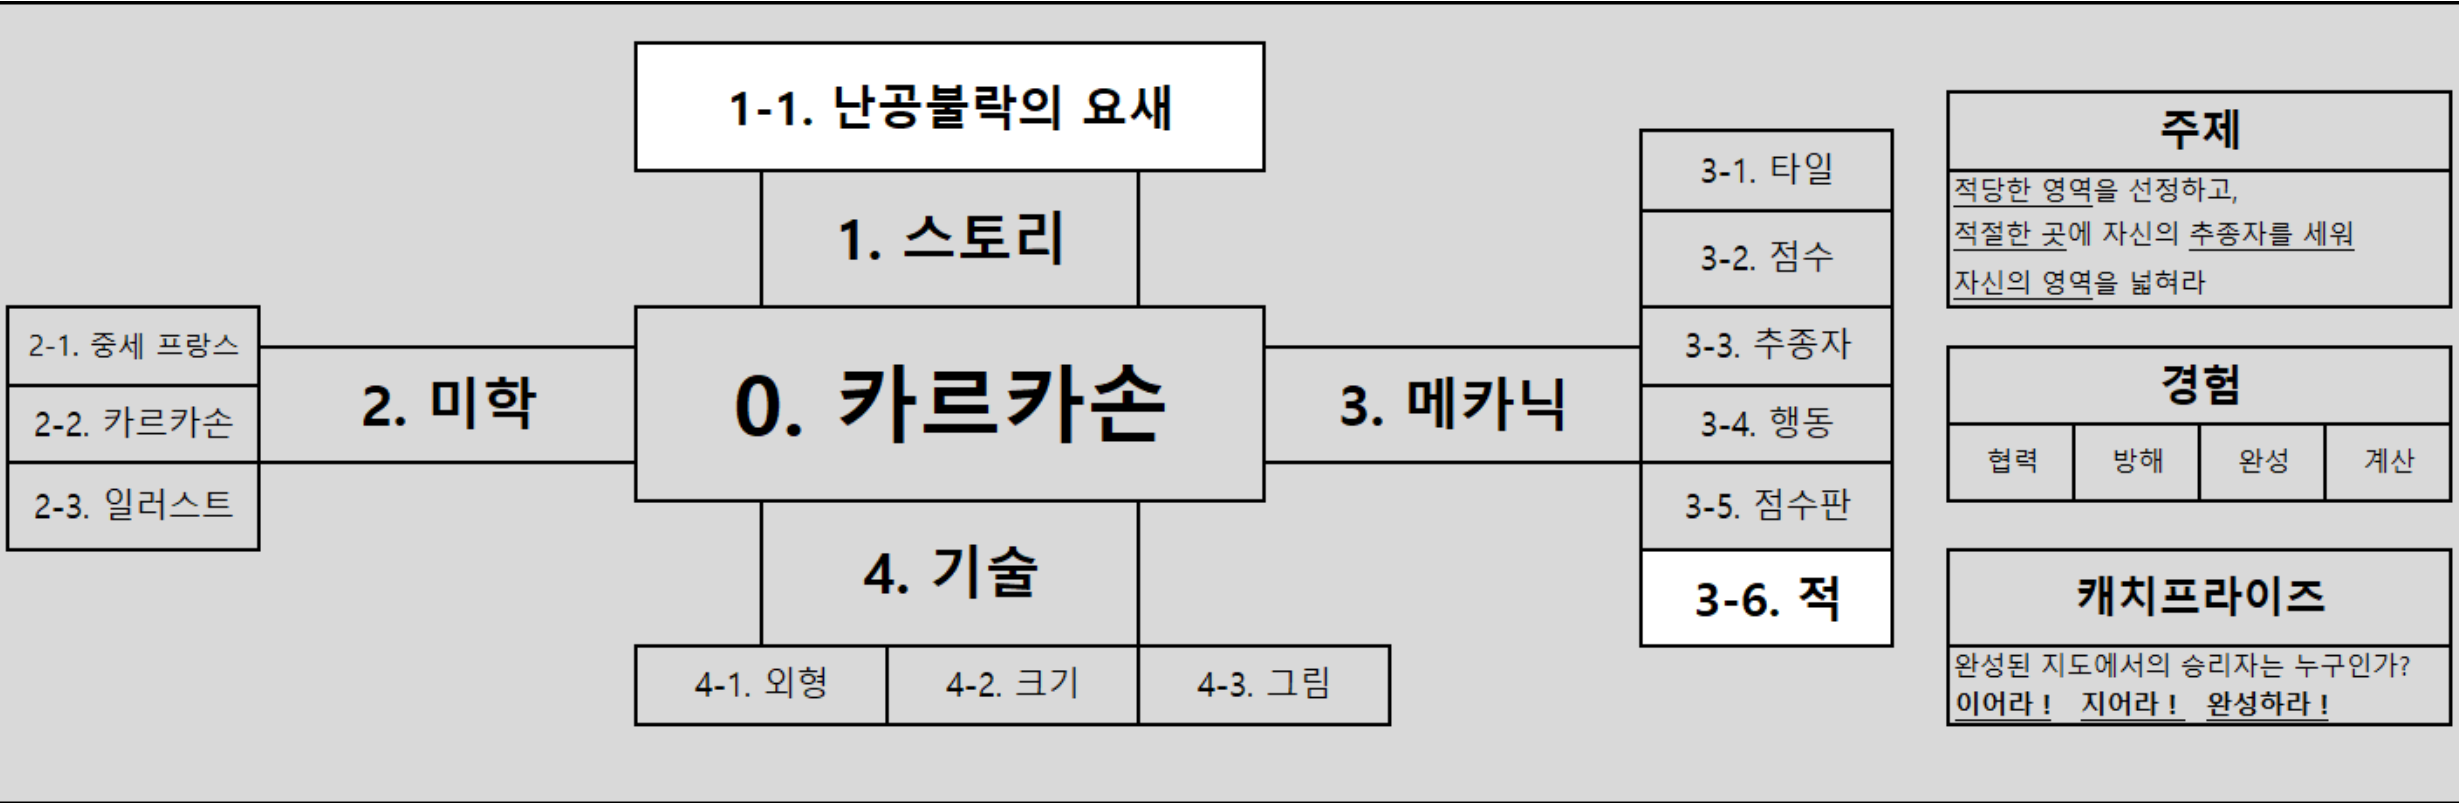 1-1. 난공불락의 요새
1. 스토리
2-1. 중세 프랑스
2-2. 카르카손
2-3. 일러스트
2. 미학
0. 카르카손
3. 메카닉
3-1. 타일
3-2. 점수
3-3. 추종자
3-4. 행동
3-5. 점수판
3-6. 적
4. 기술
4-1. 외형
4-2. 크기
4-3. 그림
주제
적당한 영역을 선정하고,
적절한 곳에 자신의 추종자를 세워
자신의 영역을 넓혀라
경험
협력
방해
완성
계산
캐치프라이즈
완성된 지도에서의 승리자는 누구인가?
이어라 ! 지어라 ! 완성하라 !